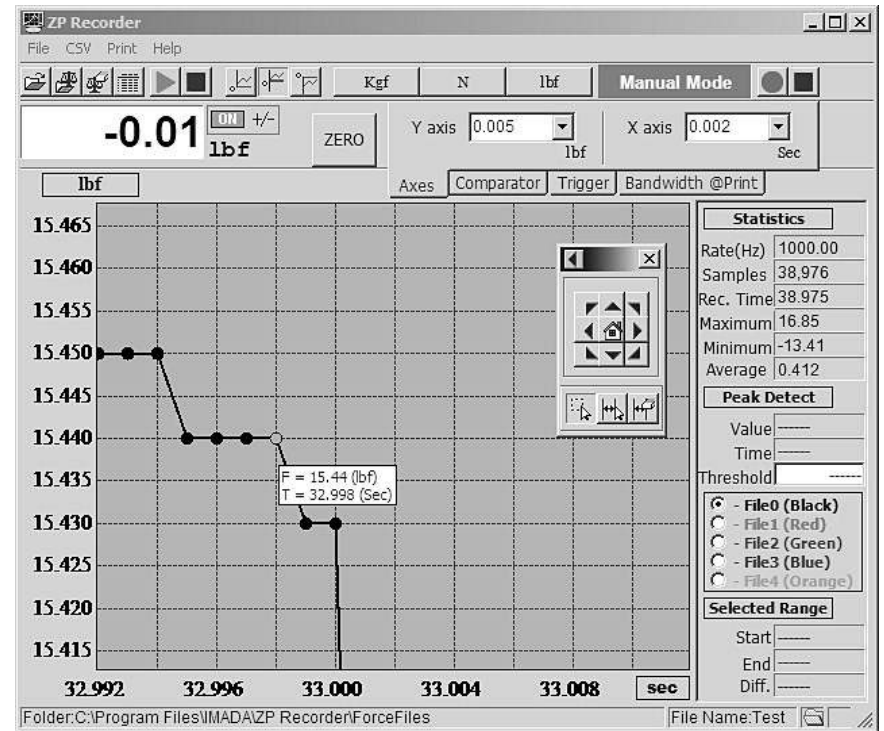 ZP Recorder
File CSV Print Help
Kgf N lbf Manual Mode
-0.01 ON +/- lbf ZERO
Y axis 0.005 lbf X axis 0.002 Sec
Axes Comparator Trigger Bandwidth @Print
lbf
15.465
15.460
15.455
15.450
15.445
15.440
15.435
15.430
15.425
15.420
15.415
F = 15.44 (lbf)
T = 32.998 (Sec)
32.992 32.996 33.000 33.004 33.008 sec
Statistics
Rate(Hz) 1000.00
Samples 38,976
Rec. Time 38.975
Maximum 16.85
Minimum -13.41
Average 0.412
Peak Detect
Value ------
Time ------
Threshold ------
- File0 (Black)
- File1 (Red)
- File2 (Green)
- File3 (Blue)
- File4 (Orange)
Selected Range
Start ------
End ------
Diff. ------
Folder:C:\Program Files\IMADA\ZP Recorder\ForceFiles File Name:Test